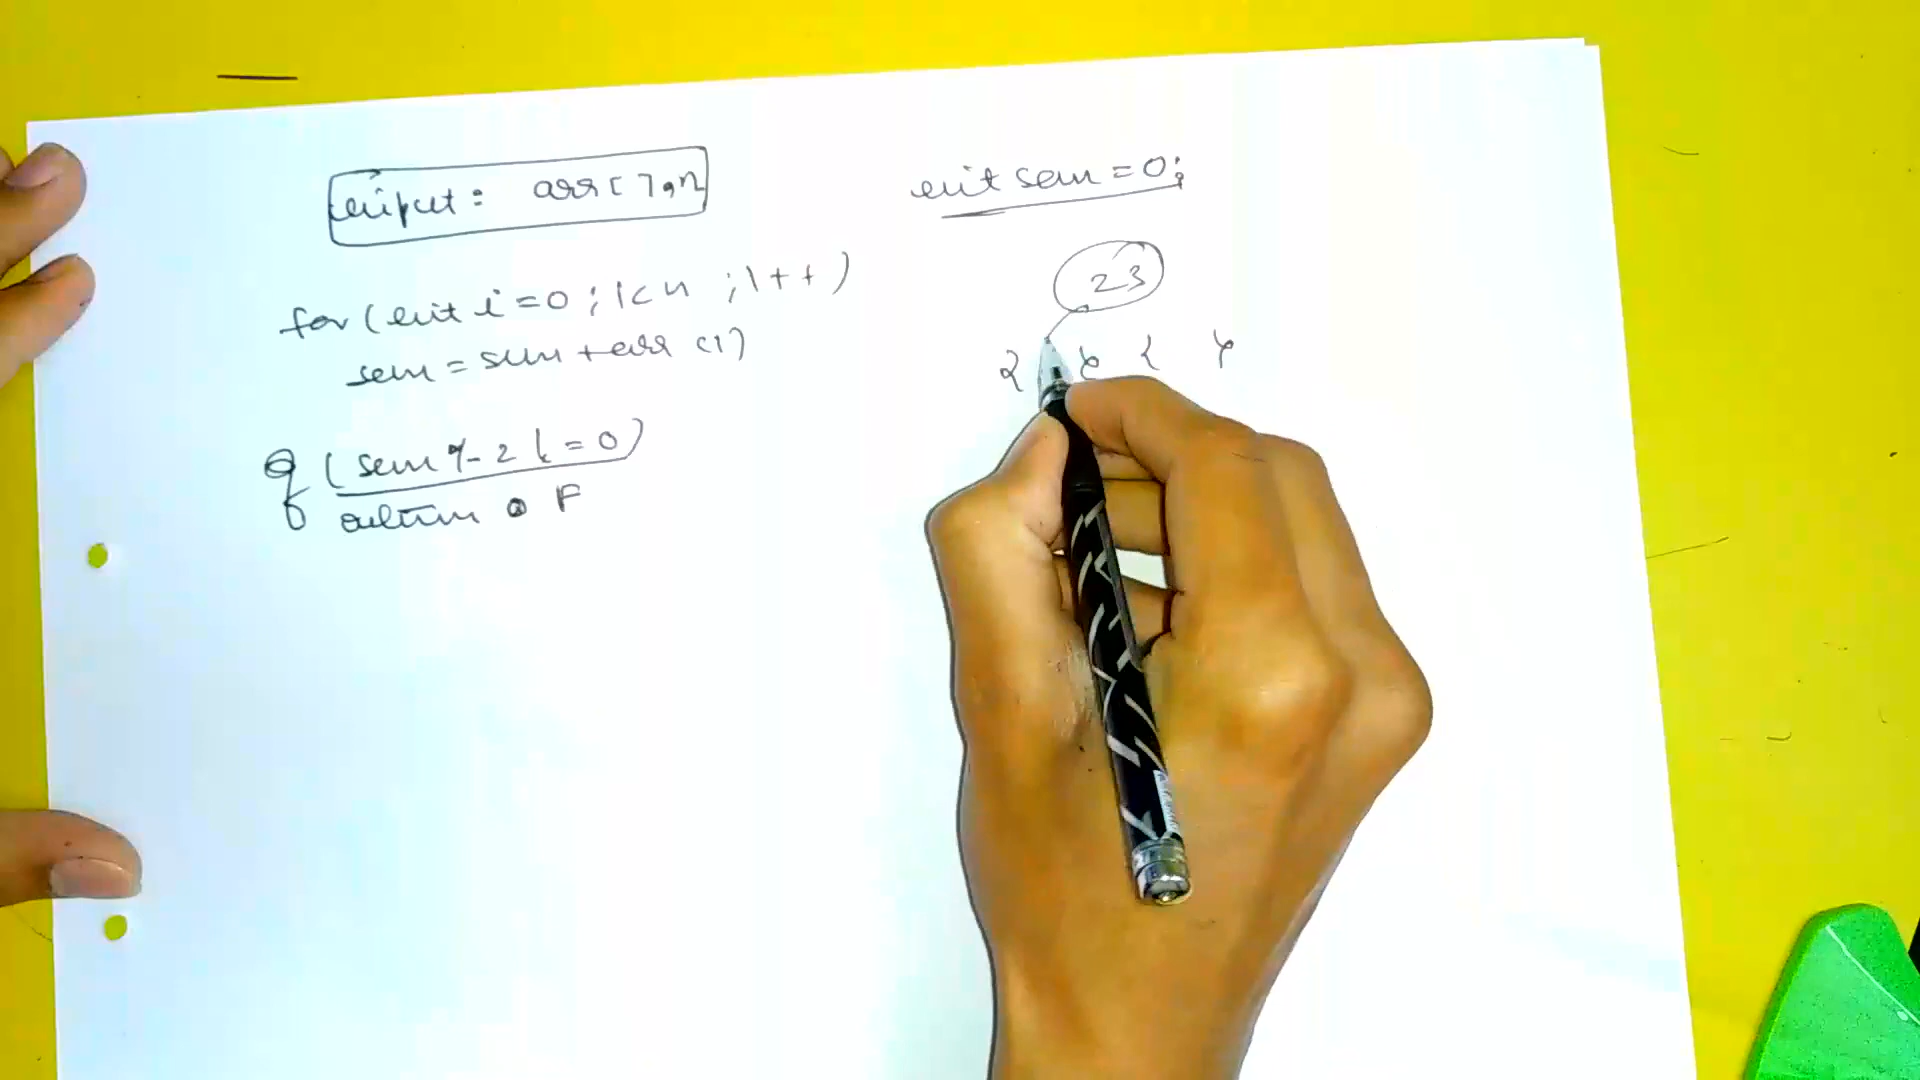 input: arr[],n
int sum = 0;
for(int i=0; i<n ; i++)
sum = sum + arr[i]
if (sum % 2 != 0)
return F
23
{ } { }